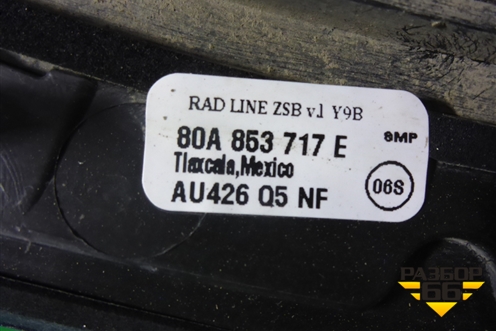 RAD LINE ZSB v.1 Y9B
80A 853 717 E
SMP
Tlaxcala,Mexico
AU426 Q5 NF
06S
РАЗБОР
66